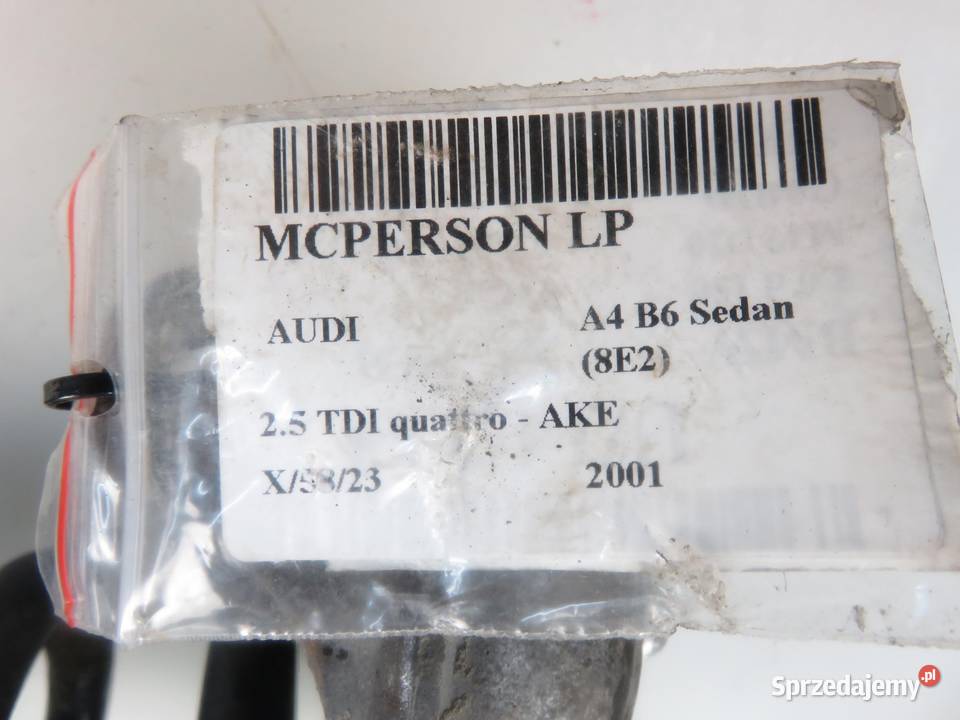 MCPERSON LP
AUDI
A4 B6 Sedan
(8E2)
2.5 TDI quattro - AKE
X/58/23
2001
Sprzedajemy.pl